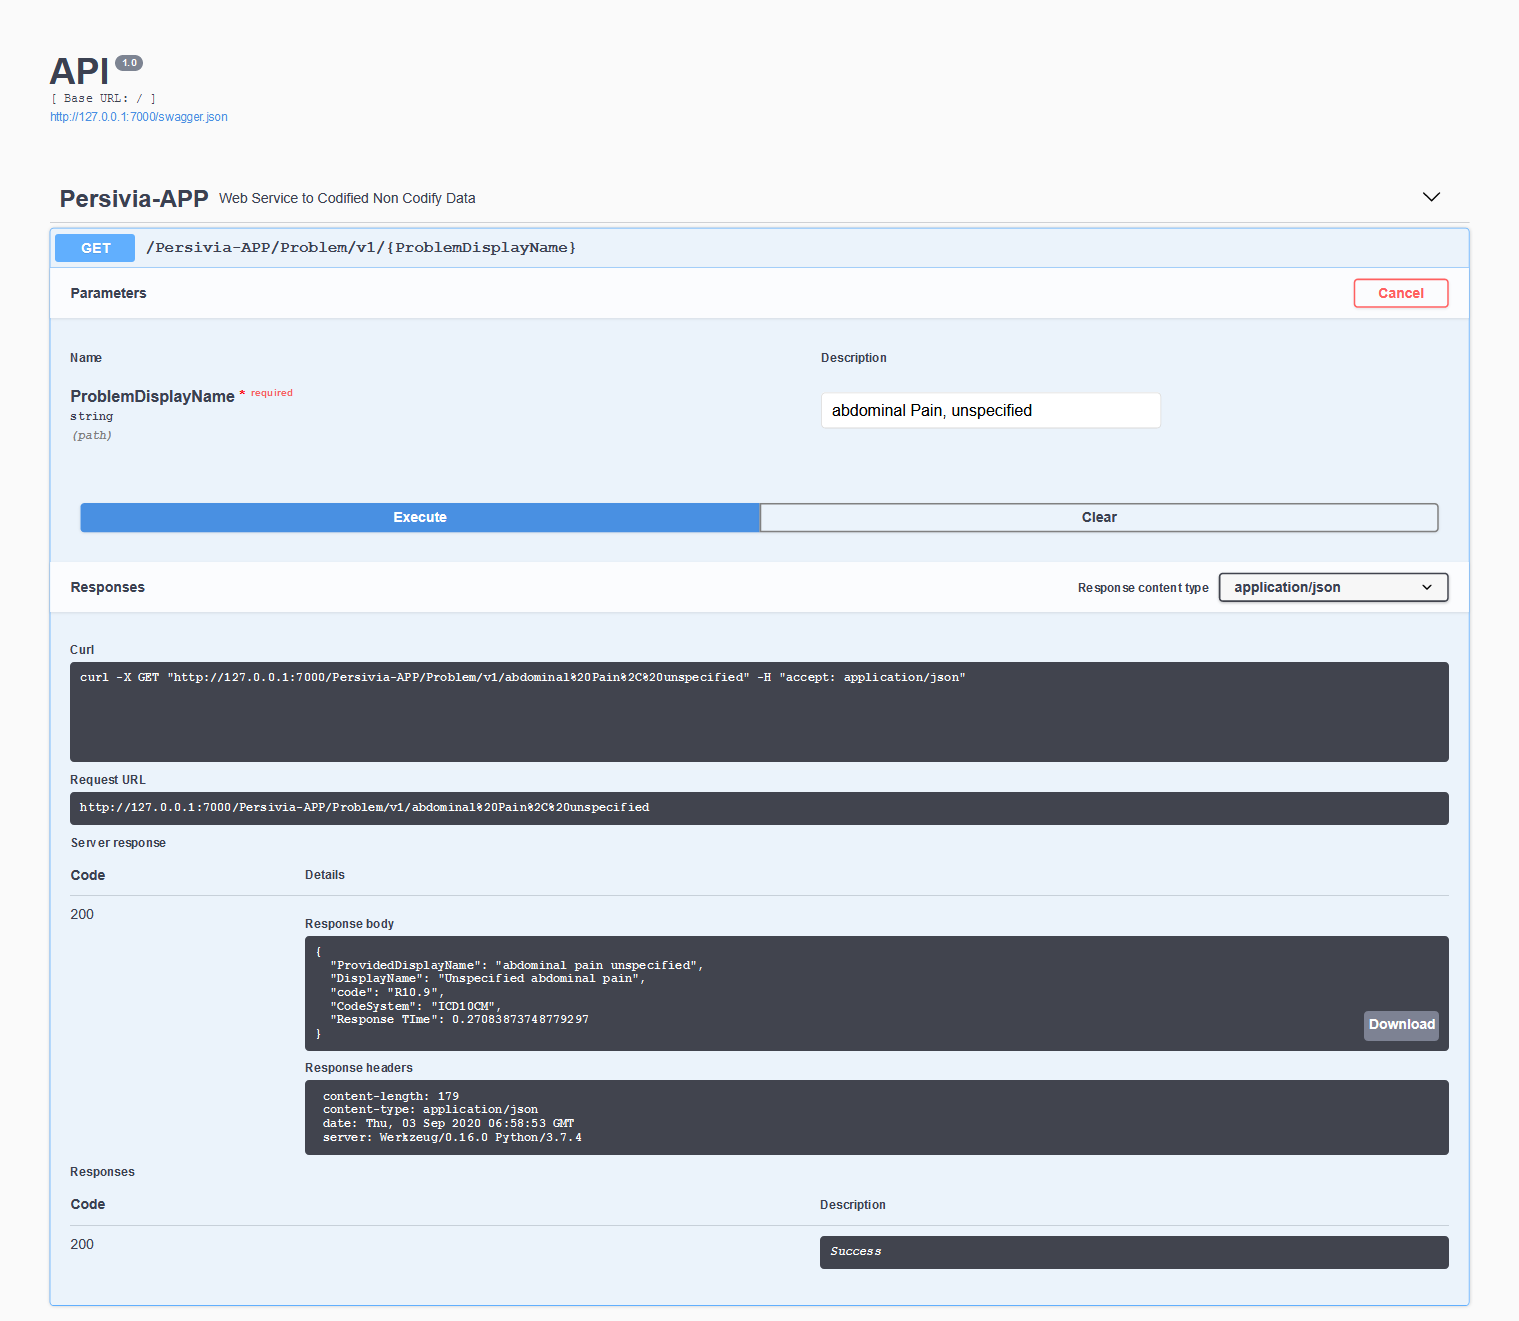 API 1.0
[ Base URL: / ]
http://127.0.0.1:7000/swagger.json
Persivia-APP Web Service to Codified Non Codify Data
GET /Persivia-APP/Problem/v1/{ProblemDisplayName}
Parameters Cancel
Name Description
ProblemDisplayName * required
string
(path)
abdominal Pain, unspecified
Execute Clear
Responses Response content type application/json
Curl
curl -X GET "http://127.0.0.1:7000/Persivia-APP/Problem/v1/abdominal%20Pain%2C%20unspecified" -H "accept: application/json"
Request URL
http://127.0.0.1:7000/Persivia-APP/Problem/v1/abdominal%20Pain%2C%20unspecified
Server response
Code Details
200
Response body
{
"ProvidedDisplayName": "abdominal pain unspecified",
"DisplayName": "Unspecified abdominal pain",
"code": "R10.9",
"CodeSystem": "ICD10CM",
"Response TIme": 0.27083873748779297
}
Download
Response headers
content-length: 179
content-type: application/json
date: Thu, 03 Sep 2020 06:58:53 GMT
server: Werkzeug/0.16.0 Python/3.7.4
Responses
Code Description
200 Success